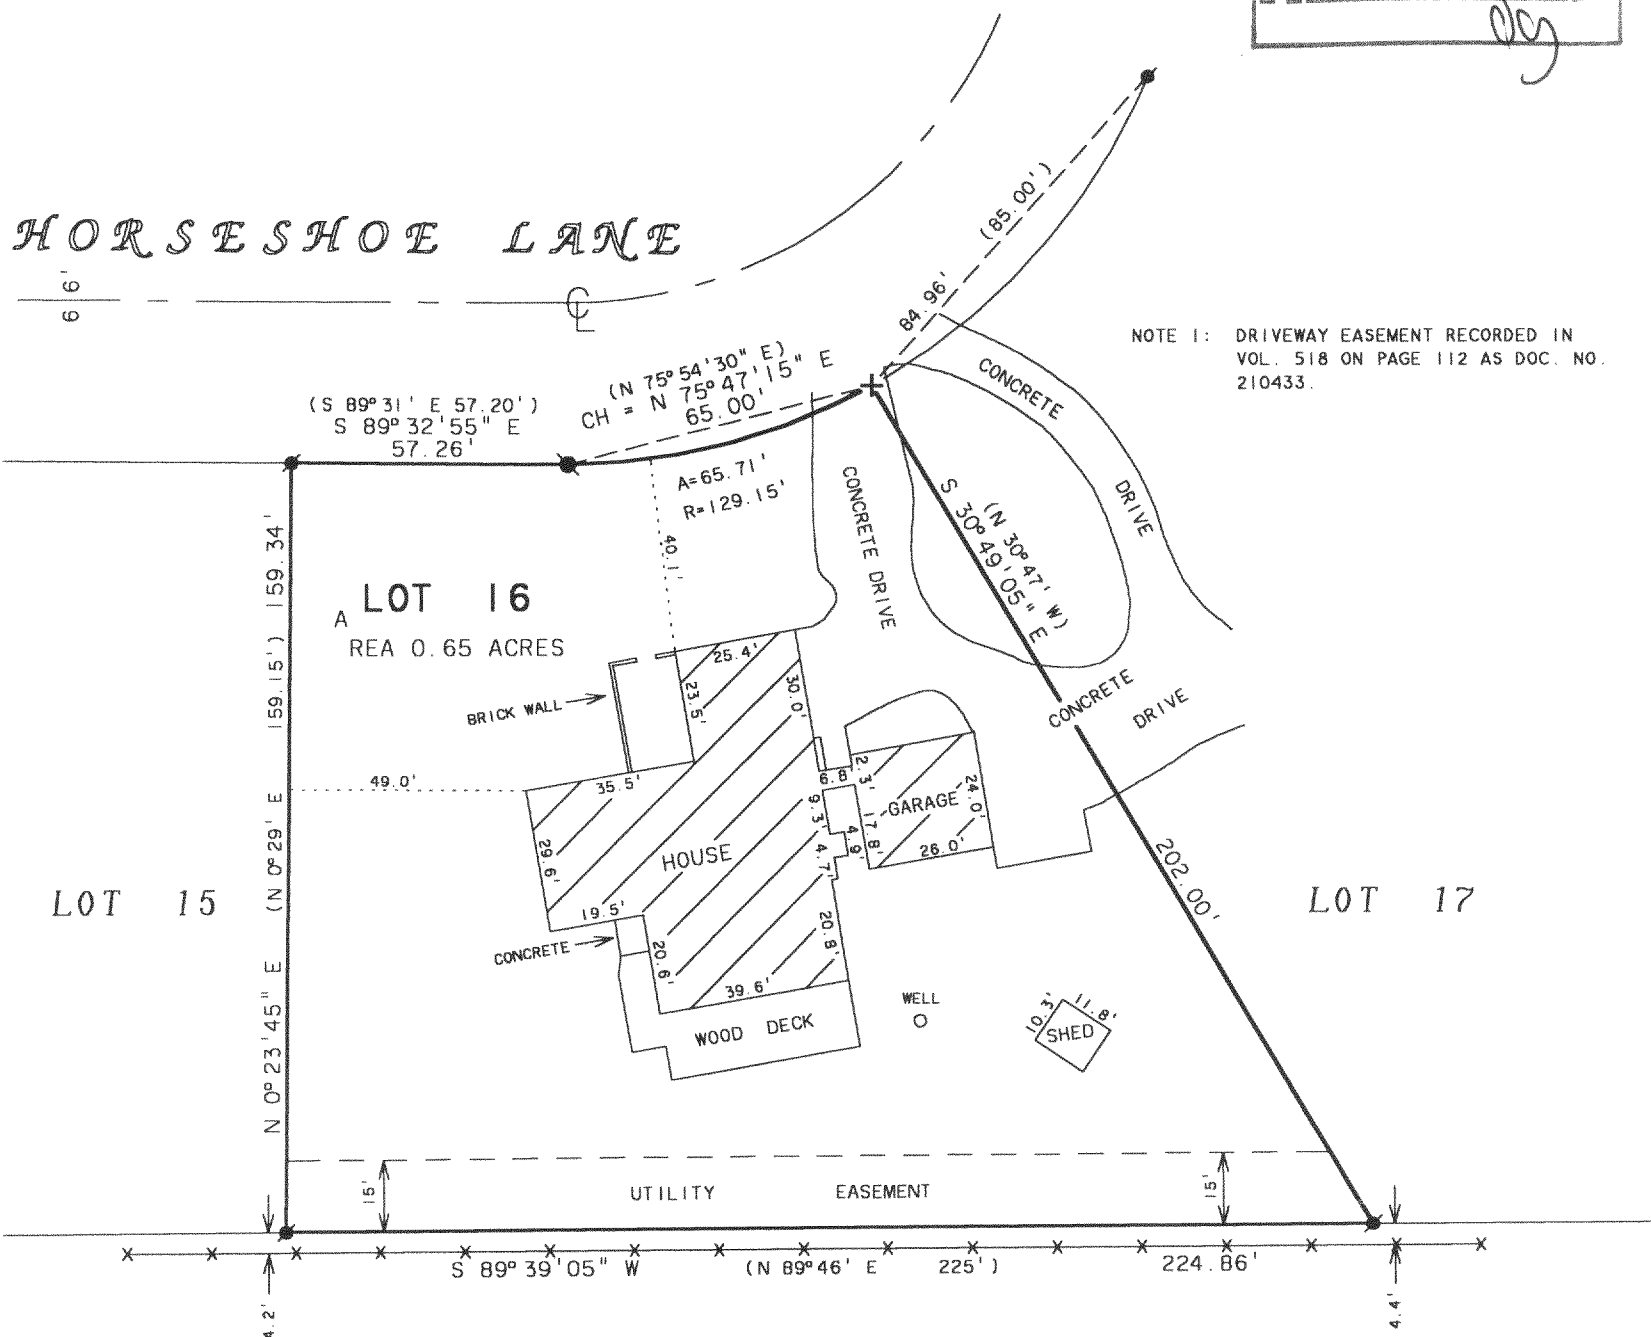 HORSESHOE LANE
66'
C
L
(85.00')
84.96'
NOTE 1: DRIVEWAY EASEMENT RECORDED IN
VOL. 518 ON PAGE 112 AS DOC. NO.
210433.
(N 75°54'30" E)
CH = N 75°47'15" E
65.00'
(S 89°31' E 57.20')
S 89°32'55" E
57.26'
A=65.71'
R=129.15'
CONCRETE
DRIVE
CONCRETE DRIVE
(N 30°47' W)
S 30°49'05" E
202.00'
40.1'
LOT 16
A
REA 0.65 ACRES
N 0°23'45" E 159.34'
(N 0°29' E 159.15')
BRICK WALL
25.4'
23.5'
30.0'
CONCRETE
DRIVE
49.0'
35.5'
6.8'
2.3'
24.0'
GARAGE
9.3'
17.8'
4.9'
26.0'
4.7'
29.6'
HOUSE
LOT 15
LOT 17
19.5'
CONCRETE
20.6'
20.8'
39.6'
WOOD DECK
WELL
10.3'
11.8'
SHED
15'
UTILITY EASEMENT
15'
S 89°39'05" W (N 89°46' E 225') 224.86'
4.2'
4.4'